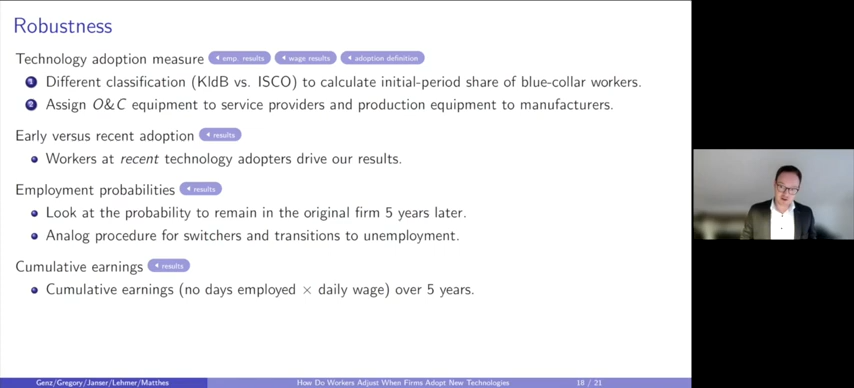 Robustness
Technology adoption measure emp. results wage results adoption definition
1 Different classification (KldB vs. ISCO) to calculate initial-period share of blue-collar workers.
2 Assign O&C equipment to service providers and production equipment to manufacturers.
Early versus recent adoption results
Workers at recent technology adopters drive our results.
Employment probabilities results
Look at the probability to remain in the original firm 5 years later.
Analog procedure for switchers and transitions to unemployment.
Cumulative earnings results
Cumulative earnings (no days employed × daily wage) over 5 years.
Genz/Gregory/Janser/Lehmer/Matthes How Do Workers Adjust When Firms Adopt New Technologies 18 / 21